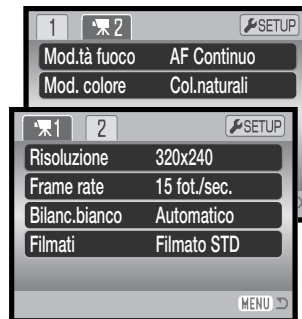 1 2 SETUP
Mod.tà fuoco AF Continuo
Mod. colore Col.naturali
1 2 SETUP
Risoluzione 320x240
Frame rate 15 fot./sec.
Bilanc.bianco Automatico
Filmati Filmato STD
MENU